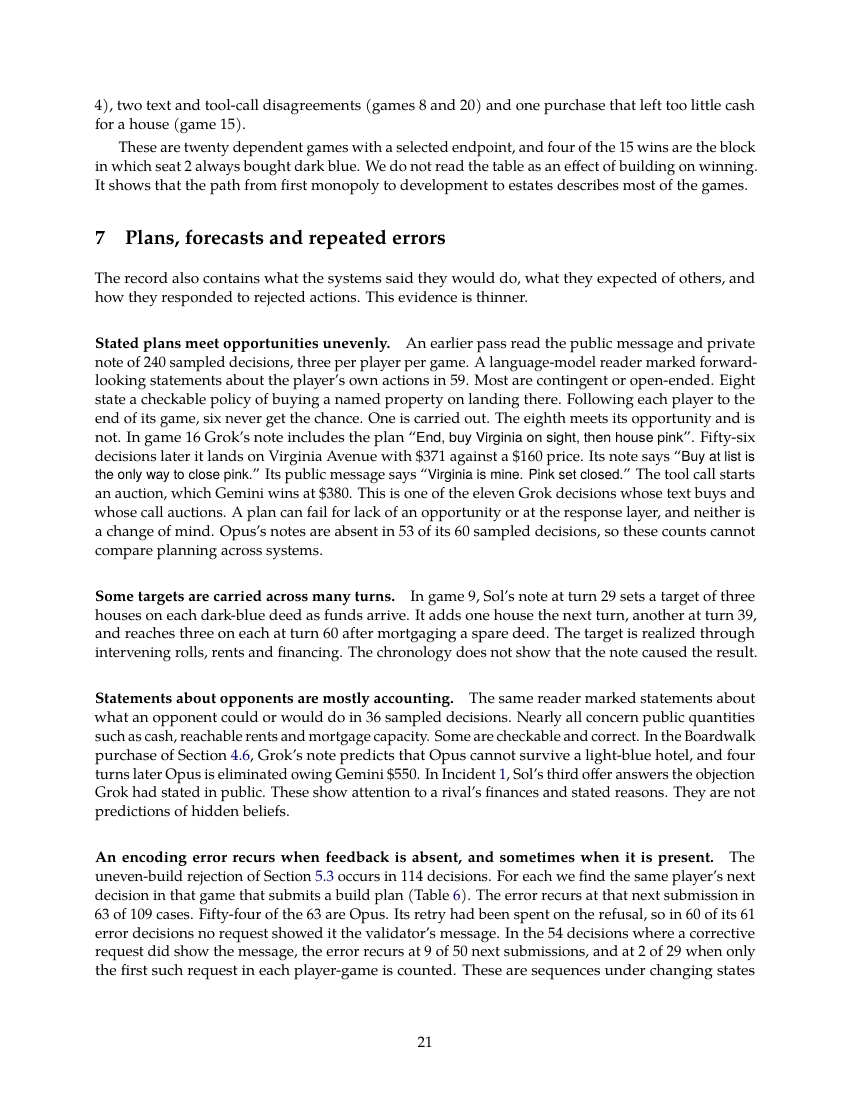 4), two text and tool-call disagreements (games 8 and 20) and one purchase that left too little cash
for a house (game 15).
These are twenty dependent games with a selected endpoint, and four of the 15 wins are the block
in which seat 2 always bought dark blue. We do not read the table as an effect of building on winning.
It shows that the path from first monopoly to development to estates describes most of the games.
7 Plans, forecasts and repeated errors
The record also contains what the systems said they would do, what they expected of others, and
how they responded to rejected actions. This evidence is thinner.
Stated plans meet opportunities unevenly. An earlier pass read the public message and private
note of 240 sampled decisions, three per player per game. A language-model reader marked forward-
looking statements about the player's own actions in 59. Most are contingent or open-ended. Eight
state a checkable policy of buying a named property on landing there. Following each player to the
end of its game, six never get the chance. One is carried out. The eighth meets its opportunity and is
not. In game 16 Grok's note includes the plan “End, buy Virginia on sight, then house pink”. Fifty-six
decisions later it lands on Virginia Avenue with $371 against a $160 price. Its note says “Buy at list is
the only way to close pink.” Its public message says “Virginia is mine. Pink set closed.” The tool call starts
an auction, which Gemini wins at $380. This is one of the eleven Grok decisions whose text buys and
whose call auctions. A plan can fail for lack of an opportunity or at the response layer, and neither is
a change of mind. Opus's notes are absent in 53 of its 60 sampled decisions, so these counts cannot
compare planning across systems.
Some targets are carried across many turns. In game 9, Sol's note at turn 29 sets a target of three
houses on each dark-blue deed as funds arrive. It adds one house the next turn, another at turn 39,
and reaches three on each at turn 60 after mortgaging a spare deed. The target is realized through
intervening rolls, rents and financing. The chronology does not show that the note caused the result.
Statements about opponents are mostly accounting. The same reader marked statements about
what an opponent could or would do in 36 sampled decisions. Nearly all concern public quantities
such as cash, reachable rents and mortgage capacity. Some are checkable and correct. In the Boardwalk
purchase of Section 4.6, Grok's note predicts that Opus cannot survive a light-blue hotel, and four
turns later Opus is eliminated owing Gemini $550. In Incident 1, Sol's third offer answers the objection
Grok had stated in public. These show attention to a rival's finances and stated reasons. They are not
predictions of hidden beliefs.
An encoding error recurs when feedback is absent, and sometimes when it is present. The
uneven-build rejection of Section 5.3 occurs in 114 decisions. For each we find the same player's next
decision in that game that submits a build plan (Table 6). The error recurs at that next submission in
63 of 109 cases. Fifty-four of the 63 are Opus. Its retry had been spent on the refusal, so in 60 of its 61
error decisions no request showed it the validator's message. In the 54 decisions where a corrective
request did show the message, the error recurs at 9 of 50 next submissions, and at 2 of 29 when only
the first such request in each player-game is counted. These are sequences under changing states
21